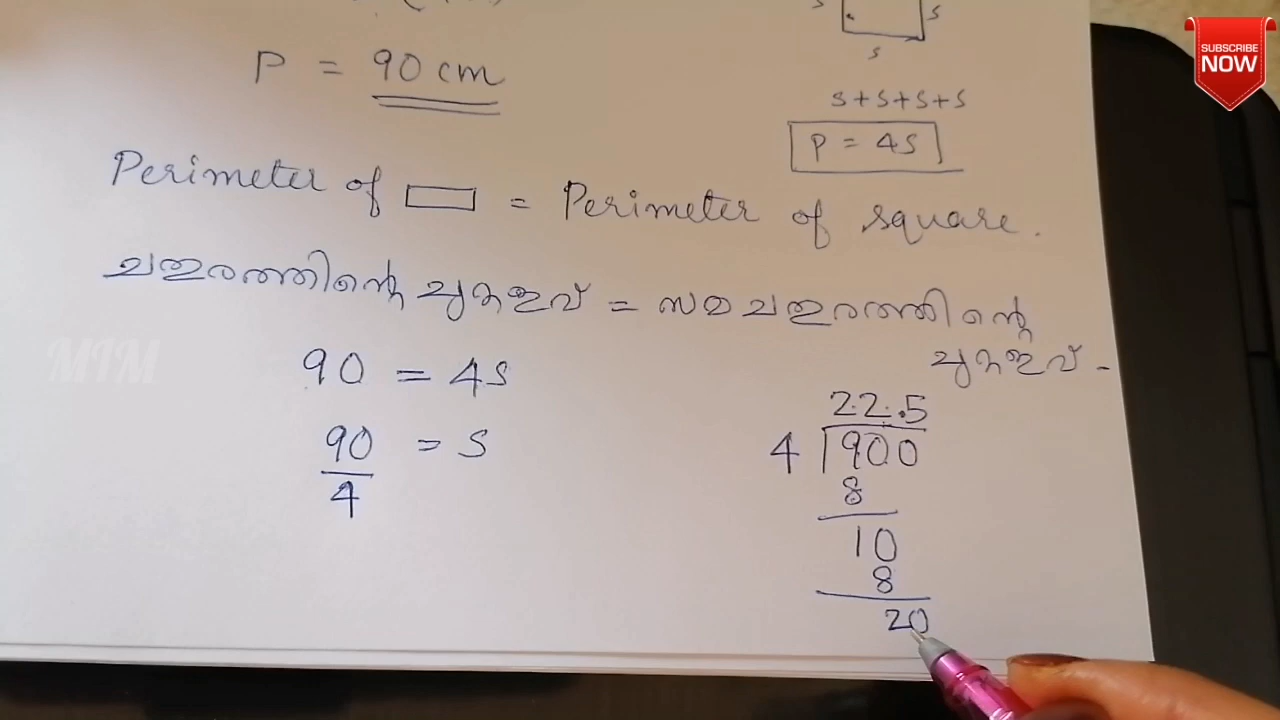 SUBSCRIBE
NOW
s
s
s
P = 90 cm
s+s+s+s
P = 4s
Perimeter of = Perimeter of square.
ചതുരത്തിന്റെ ചുറ്റളവ് = സമചതുരത്തിന്റെ
ചുറ്റളവ് -
MIM
90 = 4s
90/4 = s
22.5
4 900
8
10
8
20